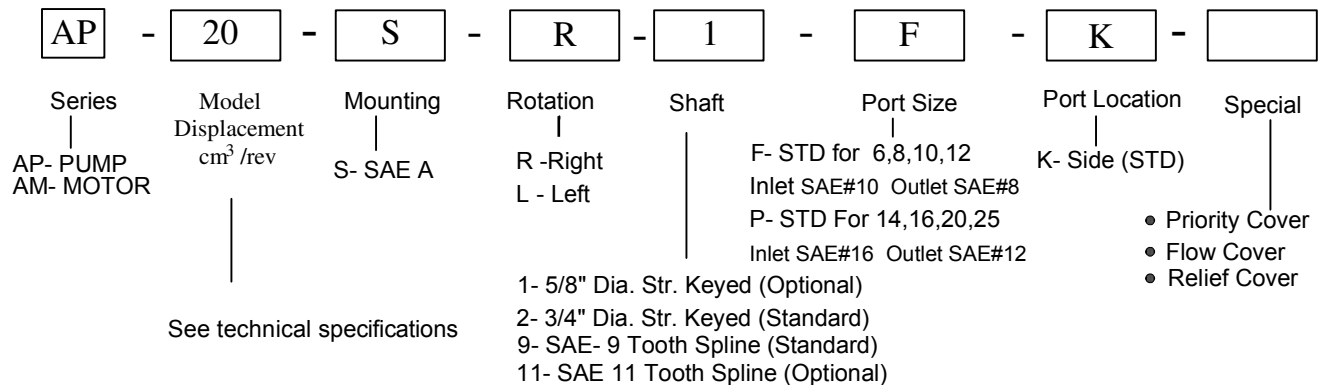 AP - 20 - S - R - 1 - F - K -
Series
AP- PUMP
AM- MOTOR
Model
Displacement
cm³ /rev
See technical specifications
Mounting
S- SAE A
Rotation
R -Right
L - Left
Shaft
1- 5/8" Dia. Str. Keyed (Optional)
2- 3/4" Dia. Str. Keyed (Standard)
9- SAE- 9 Tooth Spline (Standard)
11- SAE 11 Tooth Spline (Optional)
Port Size
F- STD for 6,8,10,12
Inlet SAE#10 Outlet SAE#8
P- STD For 14,16,20,25
Inlet SAE#16 Outlet SAE#12
Port Location
K- Side (STD)
Special
• Priority Cover
• Flow Cover
• Relief Cover